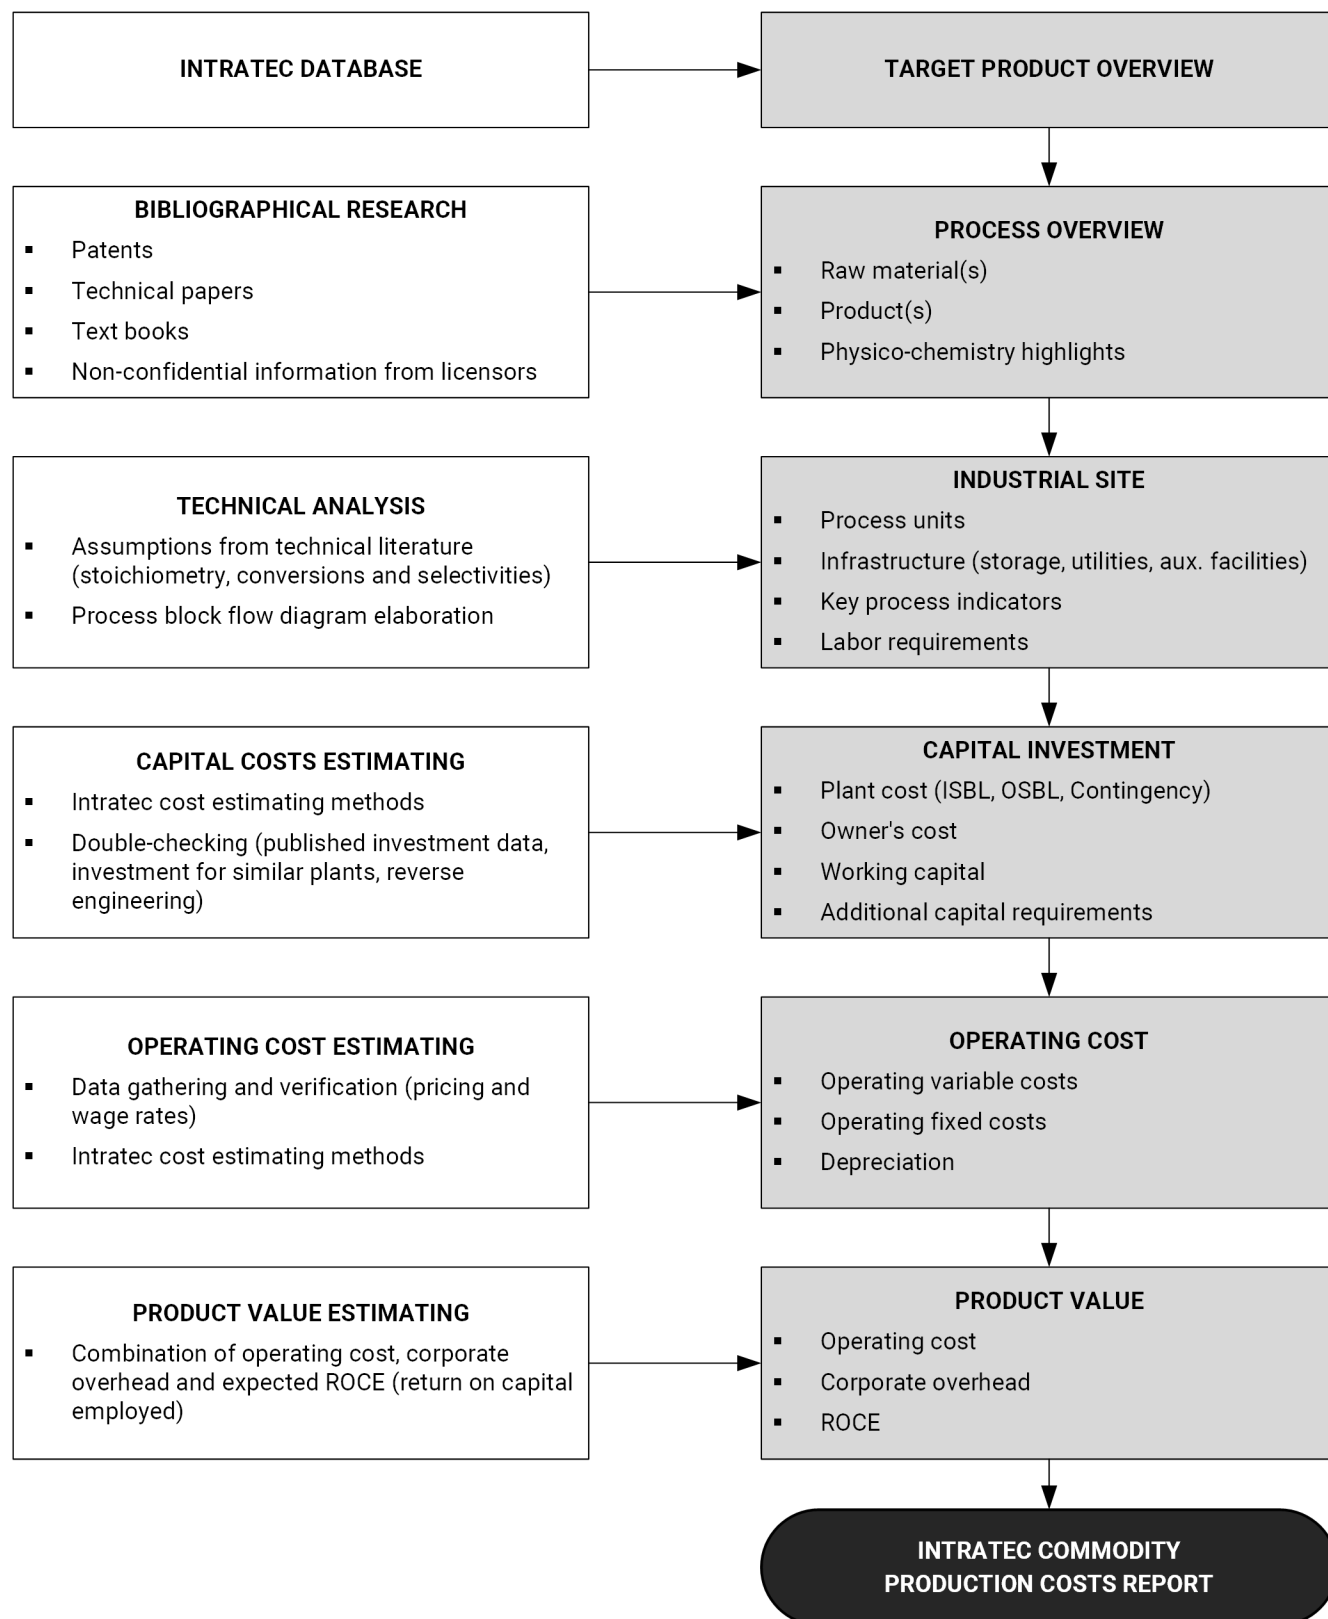 INTRATEC DATABASE
TARGET PRODUCT OVERVIEW
BIBLIOGRAPHICAL RESEARCH
▪ Patents
▪ Technical papers
▪ Text books
▪ Non-confidential information from licensors
PROCESS OVERVIEW
▪ Raw material(s)
▪ Product(s)
▪ Physico-chemistry highlights
TECHNICAL ANALYSIS
▪ Assumptions from technical literature
(stoichiometry, conversions and selectivities)
▪ Process block flow diagram elaboration
INDUSTRIAL SITE
▪ Process units
▪ Infrastructure (storage, utilities, aux. facilities)
▪ Key process indicators
▪ Labor requirements
CAPITAL COSTS ESTIMATING
▪ Intratec cost estimating methods
▪ Double-checking (published investment data,
investment for similar plants, reverse
engineering)
CAPITAL INVESTMENT
▪ Plant cost (ISBL, OSBL, Contingency)
▪ Owner's cost
▪ Working capital
▪ Additional capital requirements
OPERATING COST ESTIMATING
▪ Data gathering and verification (pricing and
wage rates)
▪ Intratec cost estimating methods
OPERATING COST
▪ Operating variable costs
▪ Operating fixed costs
▪ Depreciation
PRODUCT VALUE ESTIMATING
▪ Combination of operating cost, corporate
overhead and expected ROCE (return on capital
employed)
PRODUCT VALUE
▪ Operating cost
▪ Corporate overhead
▪ ROCE
INTRATEC COMMODITY
PRODUCTION COSTS REPORT